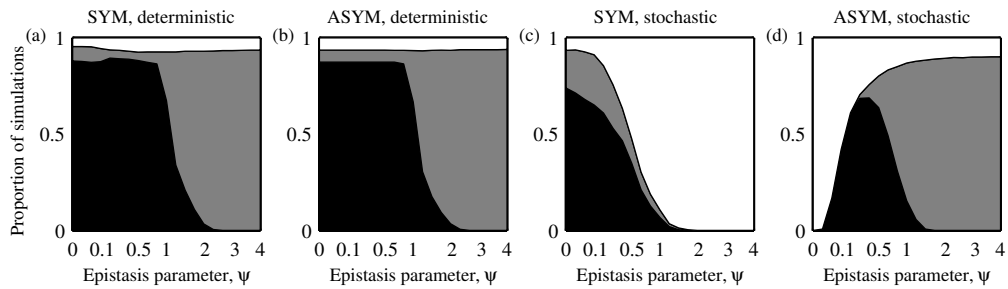 SYM, deterministic
ASYM, deterministic
SYM, stochastic
ASYM, stochastic
(a)
(b)
(c)
(d)
Proportion of simulations
1
0.5
0
0 0.1 0.5 1 2 3 4
Epistasis parameter, ψ
1
0.5
0
0 0.1 0.5 1 2 3 4
Epistasis parameter, ψ
1
0.5
0
0 0.1 0.5 1 2 3 4
Epistasis parameter, ψ
1
0.5
0
0 0.1 0.5 1 2 3 4
Epistasis parameter, ψ